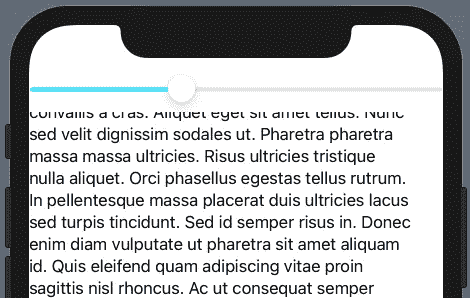 convallis a cras. Aliquet eget sit amet tellus. Nunc
sed velit dignissim sodales ut. Pharetra pharetra
massa massa ultricies. Risus ultricies tristique
nulla aliquet. Orci phasellus egestas tellus rutrum.
In pellentesque massa placerat duis ultricies lacus
sed turpis tincidunt. Sed id semper risus in. Donec
enim diam vulputate ut pharetra sit amet aliquam
id. Quis eleifend quam adipiscing vitae proin
sagittis nisl rhoncus. Ac ut consequat semper